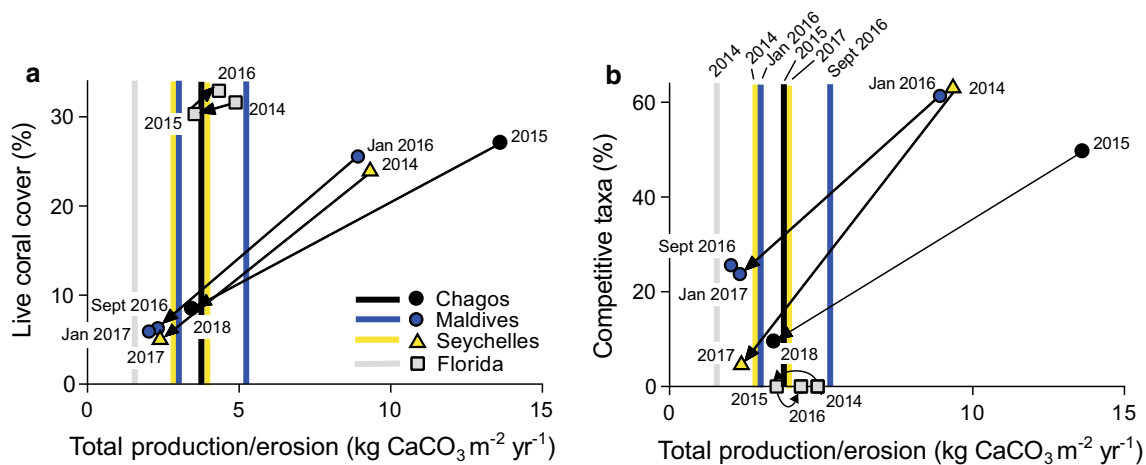 a
Live coral cover (%)
30
20
10
0
2016
2014
2015
Jan 2016
2014
2015
Sept 2016
Jan 2017
2017
2018
Chagos
Maldives
Seychelles
Florida
0 5 10 15
Total production/erosion (kg CaCO3 m-2 yr-1)
b
2014
2014
Jan 2016
2015
2017
Sept 2016
Competitive taxa (%)
60
40
20
0
Jan 2016
2014
2015
Sept 2016
Jan 2017
2017
2018
2015
2016
2014
0 10 15
Total production/erosion (kg CaCO3 m-2 yr-1)